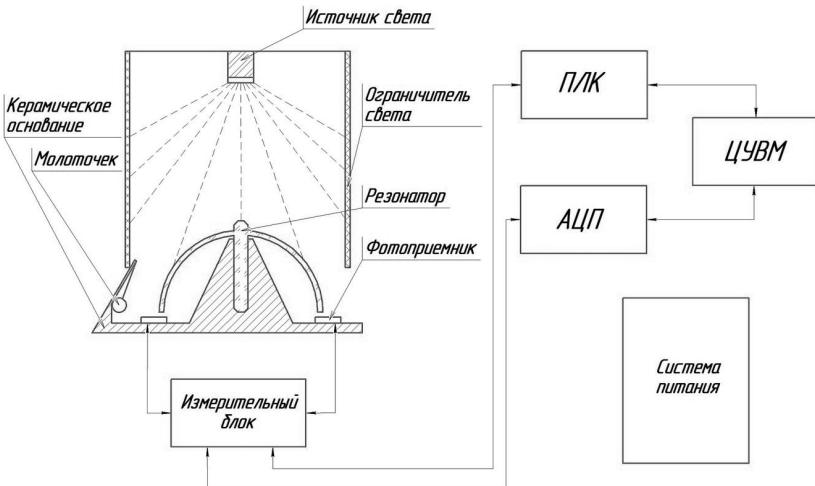 Источник света
Керамическое
основание
Молоточек
Ограничитель
света
Резонатор
Фотоприемник
Измерительный
блок
ПЛК
ЦУВМ
АЦП
Система
питания